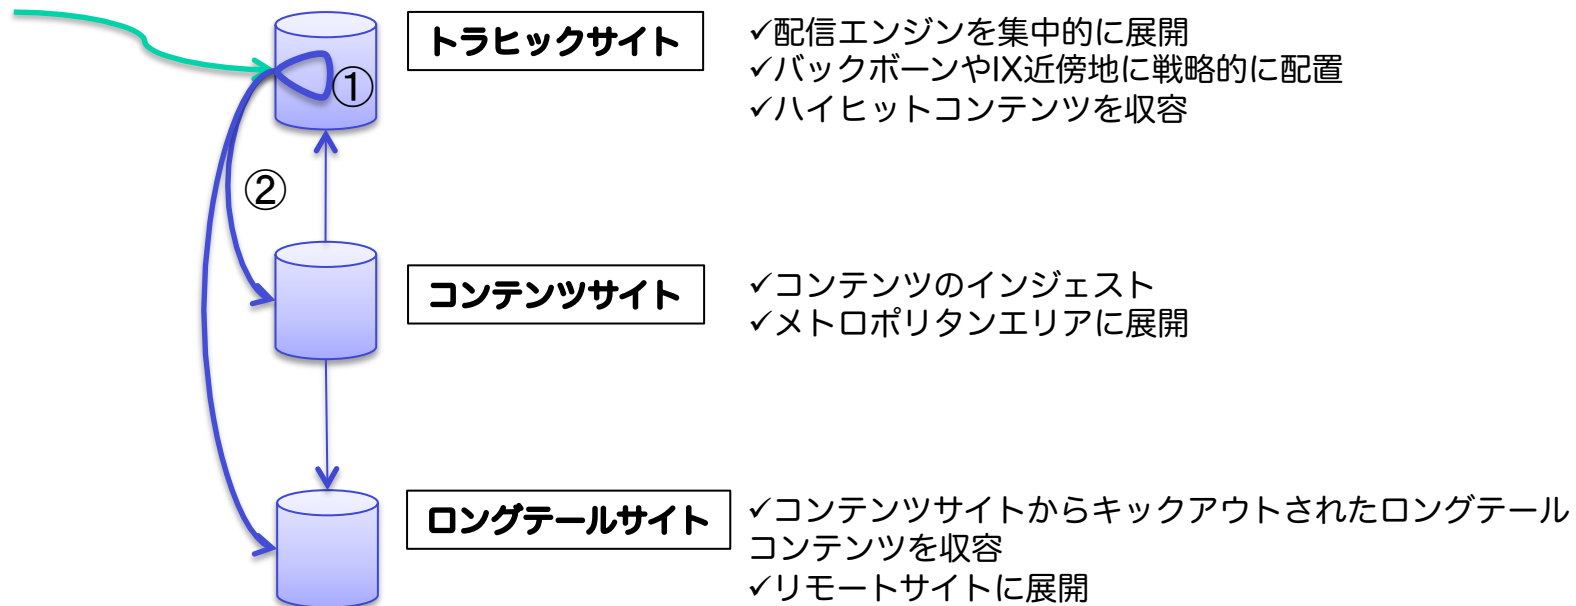 トラヒックサイト
✓配信エンジンを集中的に展開
✓バックボーンやIX近傍地に戦略的に配置
✓ハイヒットコンテンツを収容
①
②
コンテンツサイト
✓コンテンツのインジェスト
✓メトロポリタンエリアに展開
ロングテールサイト
✓コンテンツサイトからキックアウトされたロングテール
コンテンツを収容
✓リモートサイトに展開